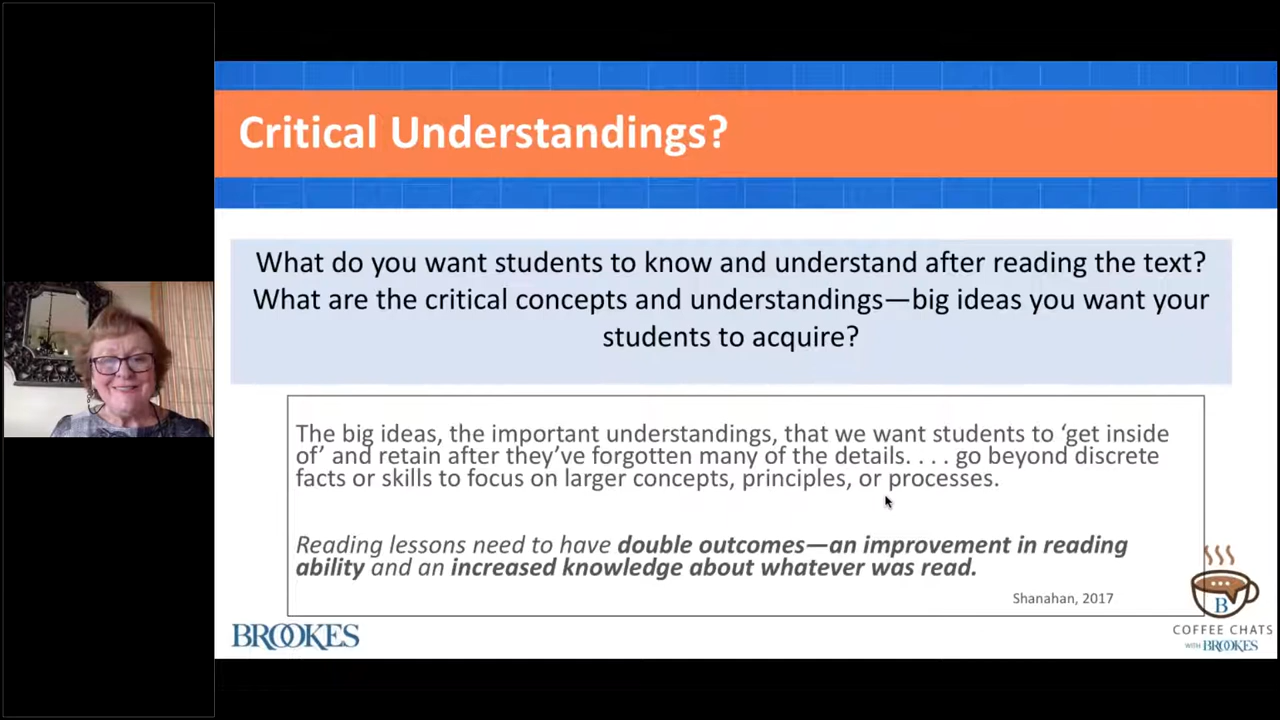 Critical Understandings?
What do you want students to know and understand after reading the text?
What are the critical concepts and understandings—big ideas you want your
students to acquire?
The big ideas, the important understandings, that we want students to ‘get inside
of’ and retain after they’ve forgotten many of the details. . . . go beyond discrete
facts or skills to focus on larger concepts, principles, or processes.
Reading lessons need to have double outcomes—an improvement in reading
ability and an increased knowledge about whatever was read.
Shanahan, 2017
BROOKES
B
COFFEE CHATS
WITH BROOKES